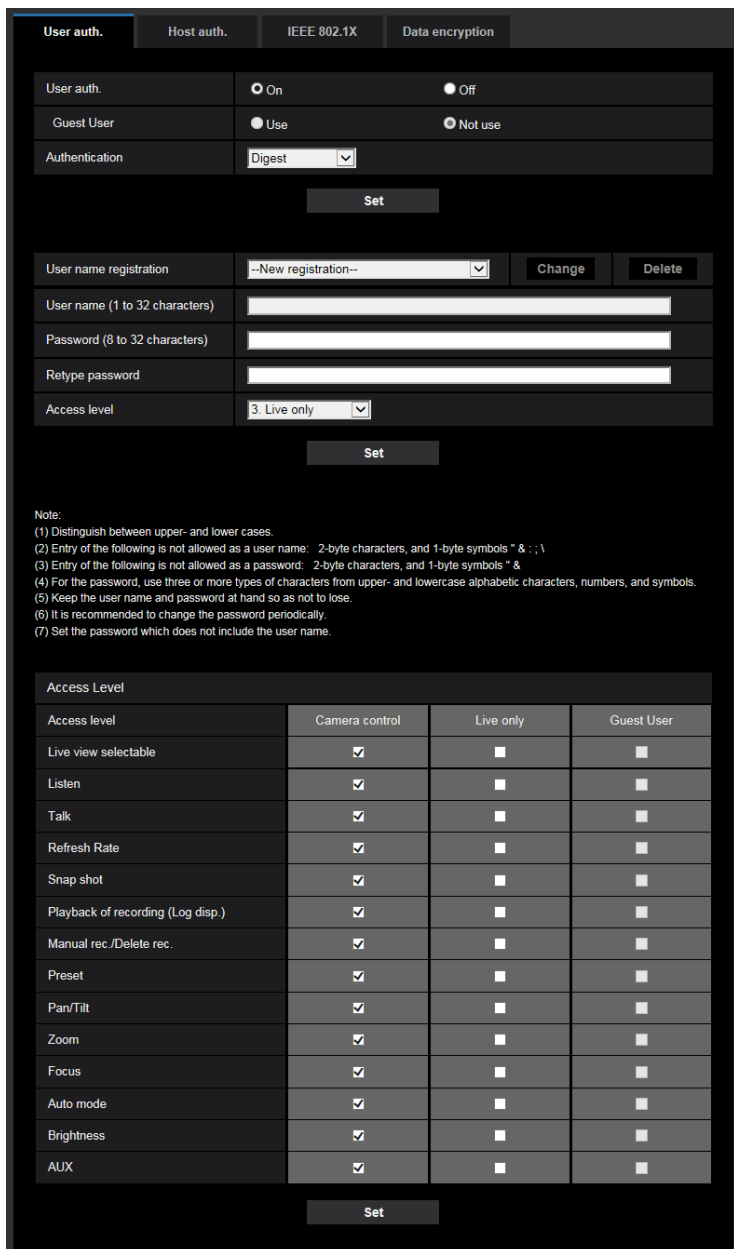 User auth. Host auth. IEEE 802.1X Data encryption
User auth. On Off
Guest User Use Not use
Authentication Digest
Set
User name registration --New registration-- Change Delete
User name (1 to 32 characters)
Password (8 to 32 characters)
Retype password
Access level 3. Live only
Set
Note:
(1) Distinguish between upper- and lower cases.
(2) Entry of the following is not allowed as a user name: 2-byte characters, and 1-byte symbols " & : ; \
(3) Entry of the following is not allowed as a password: 2-byte characters, and 1-byte symbols " &
(4) For the password, use three or more types of characters from upper- and lowercase alphabetic characters, numbers, and symbols.
(5) Keep the user name and password at hand so as not to lose.
(6) It is recommended to change the password periodically.
(7) Set the password which does not include the user name.
Access Level
Access level Camera control Live only Guest User
Live view selectable
Listen
Talk
Refresh Rate
Snap shot
Playback of recording (Log disp.)
Manual rec./Delete rec.
Preset
Pan/Tilt
Zoom
Focus
Auto mode
Brightness
AUX
Set